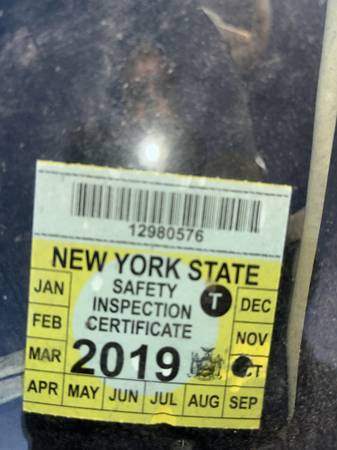 12980576
NEW YORK STATE
SAFETY
INSPECTION
CERTIFICATE
T
2019
JAN
FEB
MAR
APR
MAY
JUN
JUL
AUG
SEP
CT
NOV
DEC